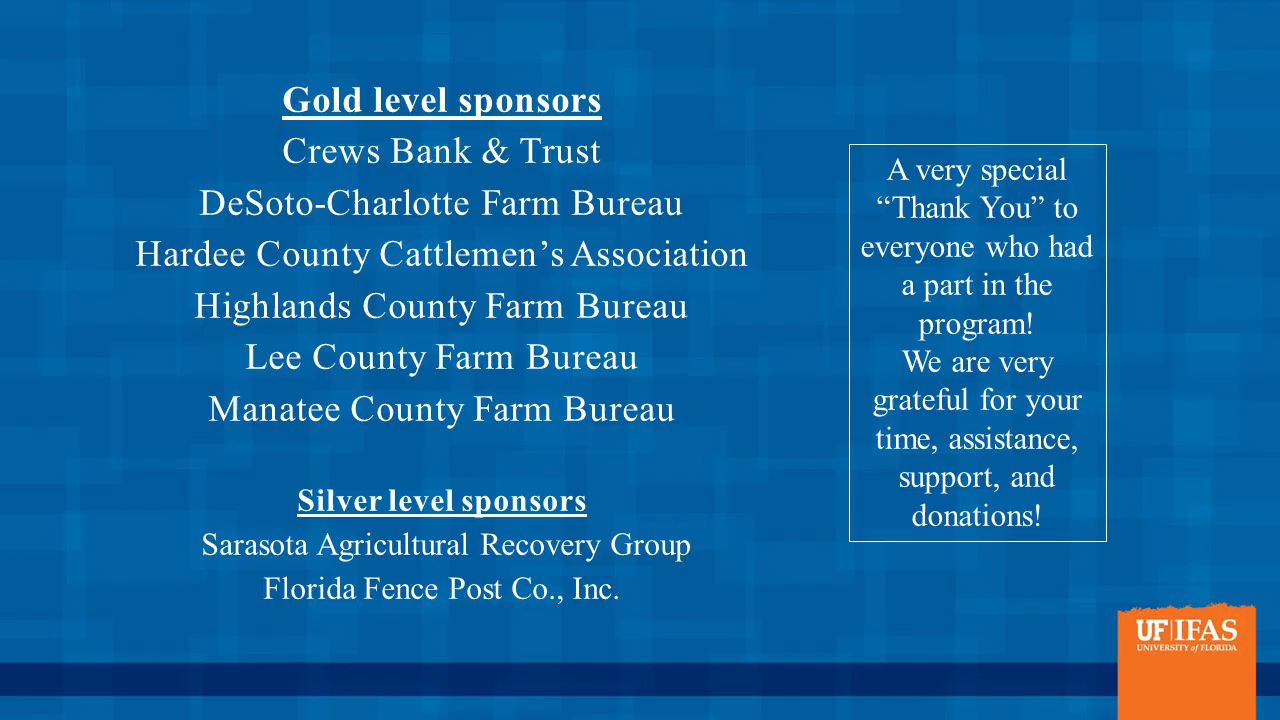 Gold level sponsors
Crews Bank & Trust
DeSoto-Charlotte Farm Bureau
Hardee County Cattlemen’s Association
Highlands County Farm Bureau
Lee County Farm Bureau
Manatee County Farm Bureau
Silver level sponsors
Sarasota Agricultural Recovery Group
Florida Fence Post Co., Inc.
A very special
“Thank You” to
everyone who had
a part in the
program!
We are very
grateful for your
time, assistance,
support, and
donations!
UF|IFAS
UNIVERSITY of FLORIDA